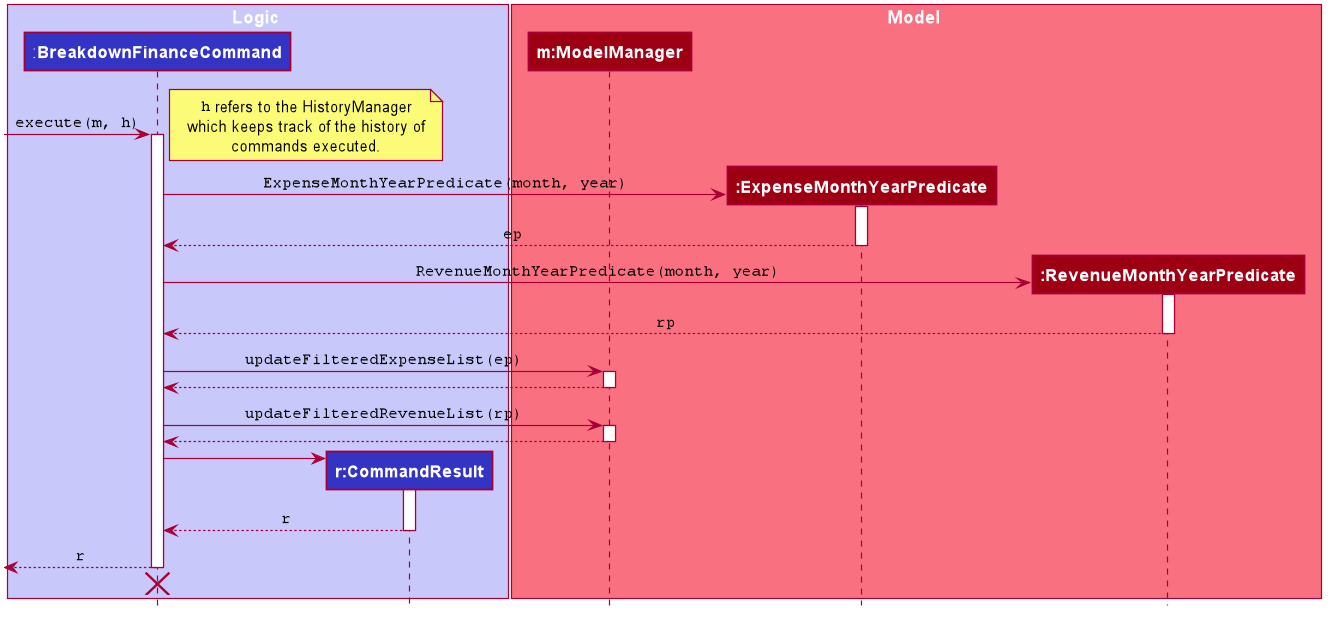 Logic
Model
:BreakdownFinanceCommand
m:ModelManager
h refers to the HistoryManager
which keeps track of the history of
commands executed.
execute(m, h)
ExpenseMonthYearPredicate(month, year)
:ExpenseMonthYearPredicate
ep
RevenueMonthYearPredicate(month, year)
:RevenueMonthYearPredicate
rp
updateFilteredExpenseList(ep)
updateFilteredRevenueList(rp)
r:CommandResult
r
r